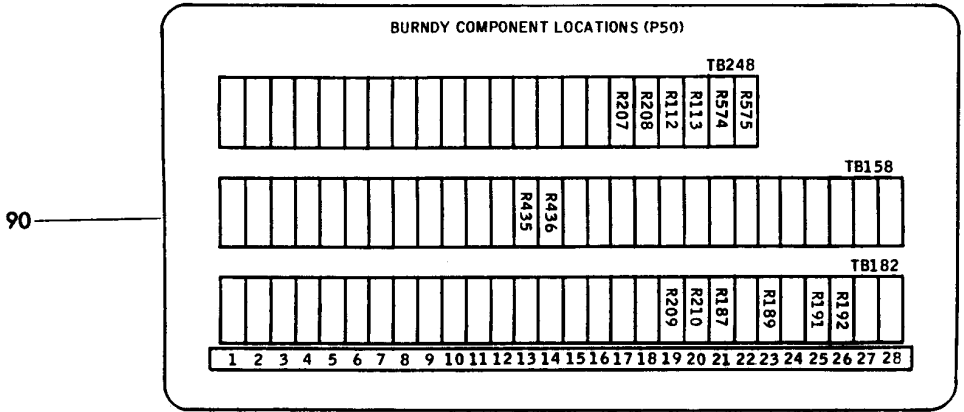 BURNDY COMPONENT LOCATIONS (P50)
TB248
R207 R208 R112 R113 R574 R575
TB158
90
R435 R436
TB182
R209 R210 R187 R189 R191 R192
1 2 3 4 5 6 7 8 9 10 11 12 13 14 15 16 17 18 19 20 21 22 23 24 25 26 27 28